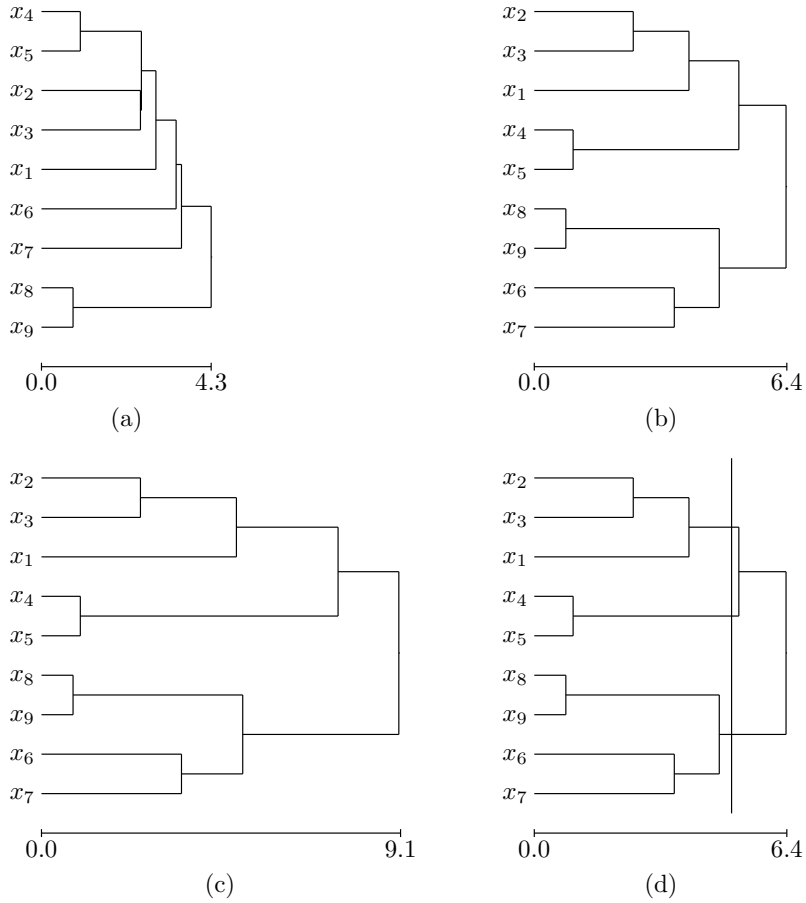 x₄
x₅
x₂
x₃
x₁
x₆
x₇
x₈
x₉
0.0 4.3
(a)
x₂
x₃
x₁
x₄
x₅
x₈
x₉
x₆
x₇
0.0 6.4
(b)
x₂
x₃
x₁
x₄
x₅
x₈
x₉
x₆
x₇
0.0 9.1
(c)
x₂
x₃
x₁
x₄
x₅
x₈
x₉
x₆
x₇
0.0 6.4
(d)